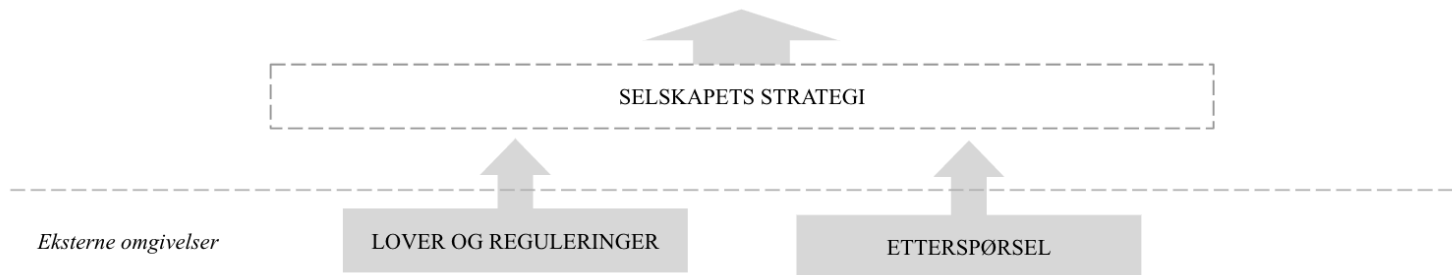 SELSKAPETS STRATEGI
Eksterne omgivelser
LOVER OG REGULERINGER
ETTERSPØRSEL